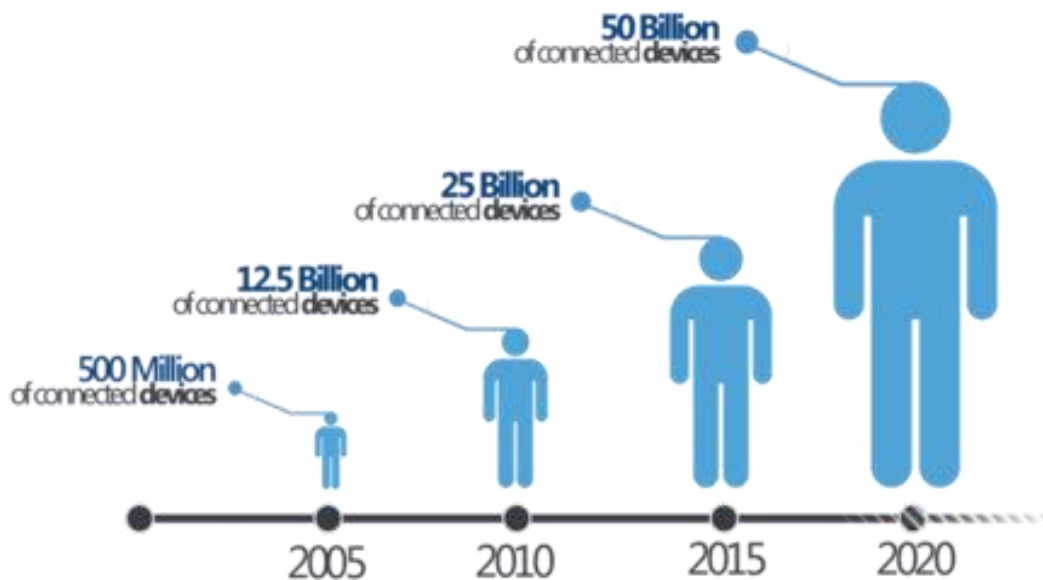 50 Billion
of connected devices
25 Billion
of connected devices
12.5 Billion
of connected devices
500 Million
of connected devices
2005
2010
2015
2020